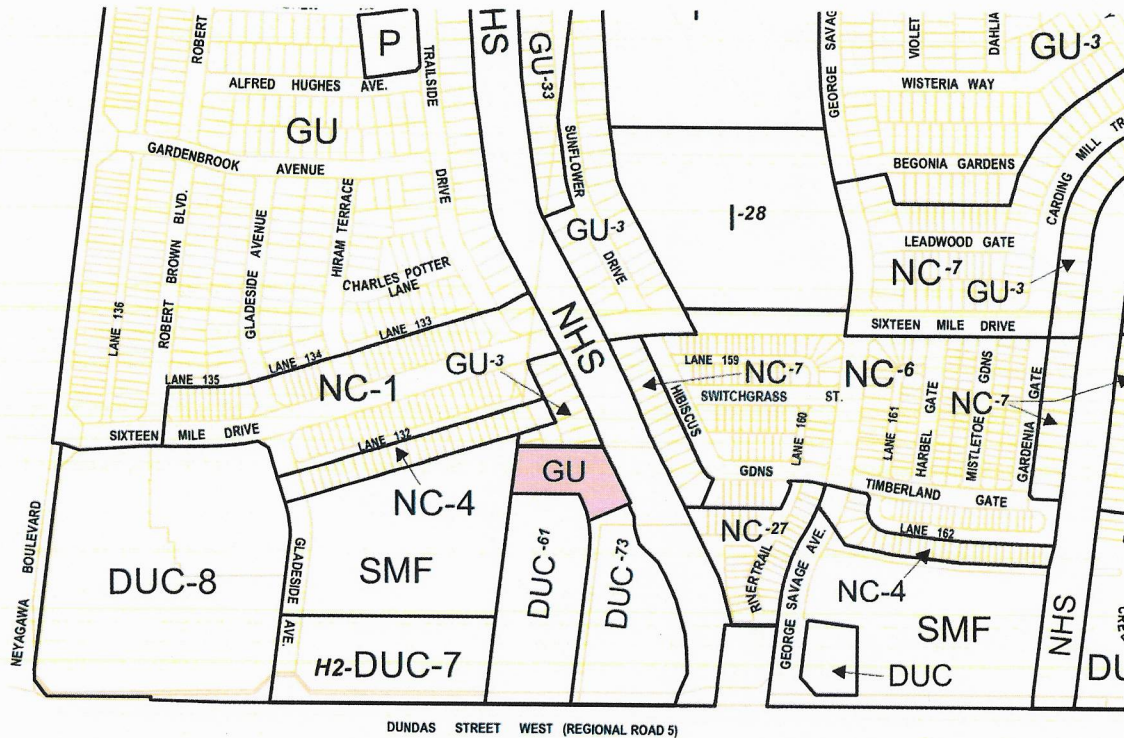 P
ROBERT
TRAILSIDE
NHS
GU-33
GEORGE SAVAGE
VIOLET
DAHLIA
GU-3
ALFRED HUGHES AVE.
WISTERIA WAY
GU
SUNFLOWER
GARDENBROOK AVENUE
DRIVE
BEGONIA GARDENS
CARDING MILL
ROBERT BROWN BLVD.
GLADESIDE AVENUE
HIRAM TERRACE
GU-3
DRIVE
I-28
LEADWOOD GATE
CHARLES POTTER
LANE
NC-7
GU-3
LANE 136
LANE 133
NHS
SIXTEEN MILE DRIVE
LANE 134
LANE 135
NC-1
GU-3
LANE 159
NC-7
NC-6
SWITCHGRASS ST.
HIBISCUS
GDNS
LANE 160
LANE 161
HARBEL GATE
MISTLETOE GDNS
GARDENIA GATE
NC-7
SIXTEEN MILE DRIVE
LANE 132
NC-4
GU
TIMBERLAND GATE
LANE 162
NC-27
RIVERTRAIL
GEORGE SAVAGE AVE.
NEYAGAWA BOULEVARD
DUC-8
GLADESIDE AVE.
SMF
DUC-61
DUC-73
NC-4
SMF
NHS
H2-DUC-7
DUC
DUNDAS STREET WEST (REGIONAL ROAD 5)